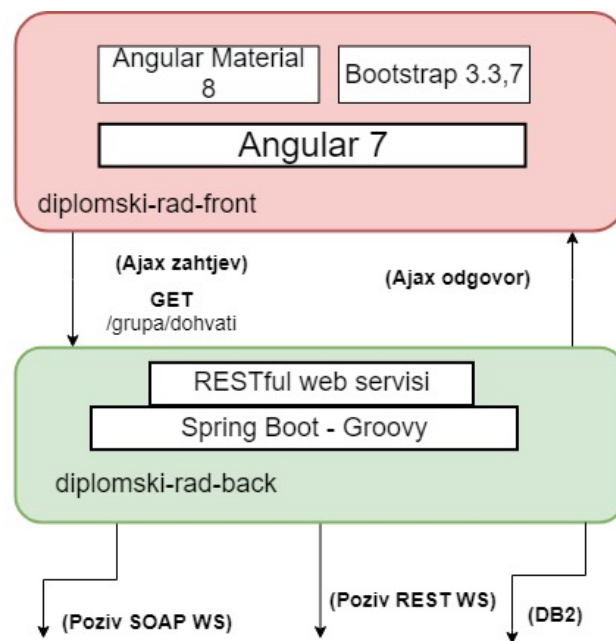 Angular Material
8
Bootstrap 3.3,7
Angular 7
diplomski-rad-front
(Ajax zahtjev)
GET
/grupa/dohvati
(Ajax odgovor)
RESTful web servisi
Spring Boot - Groovy
diplomski-rad-back
(Poziv SOAP WS)
(Poziv REST WS)
(DB2)